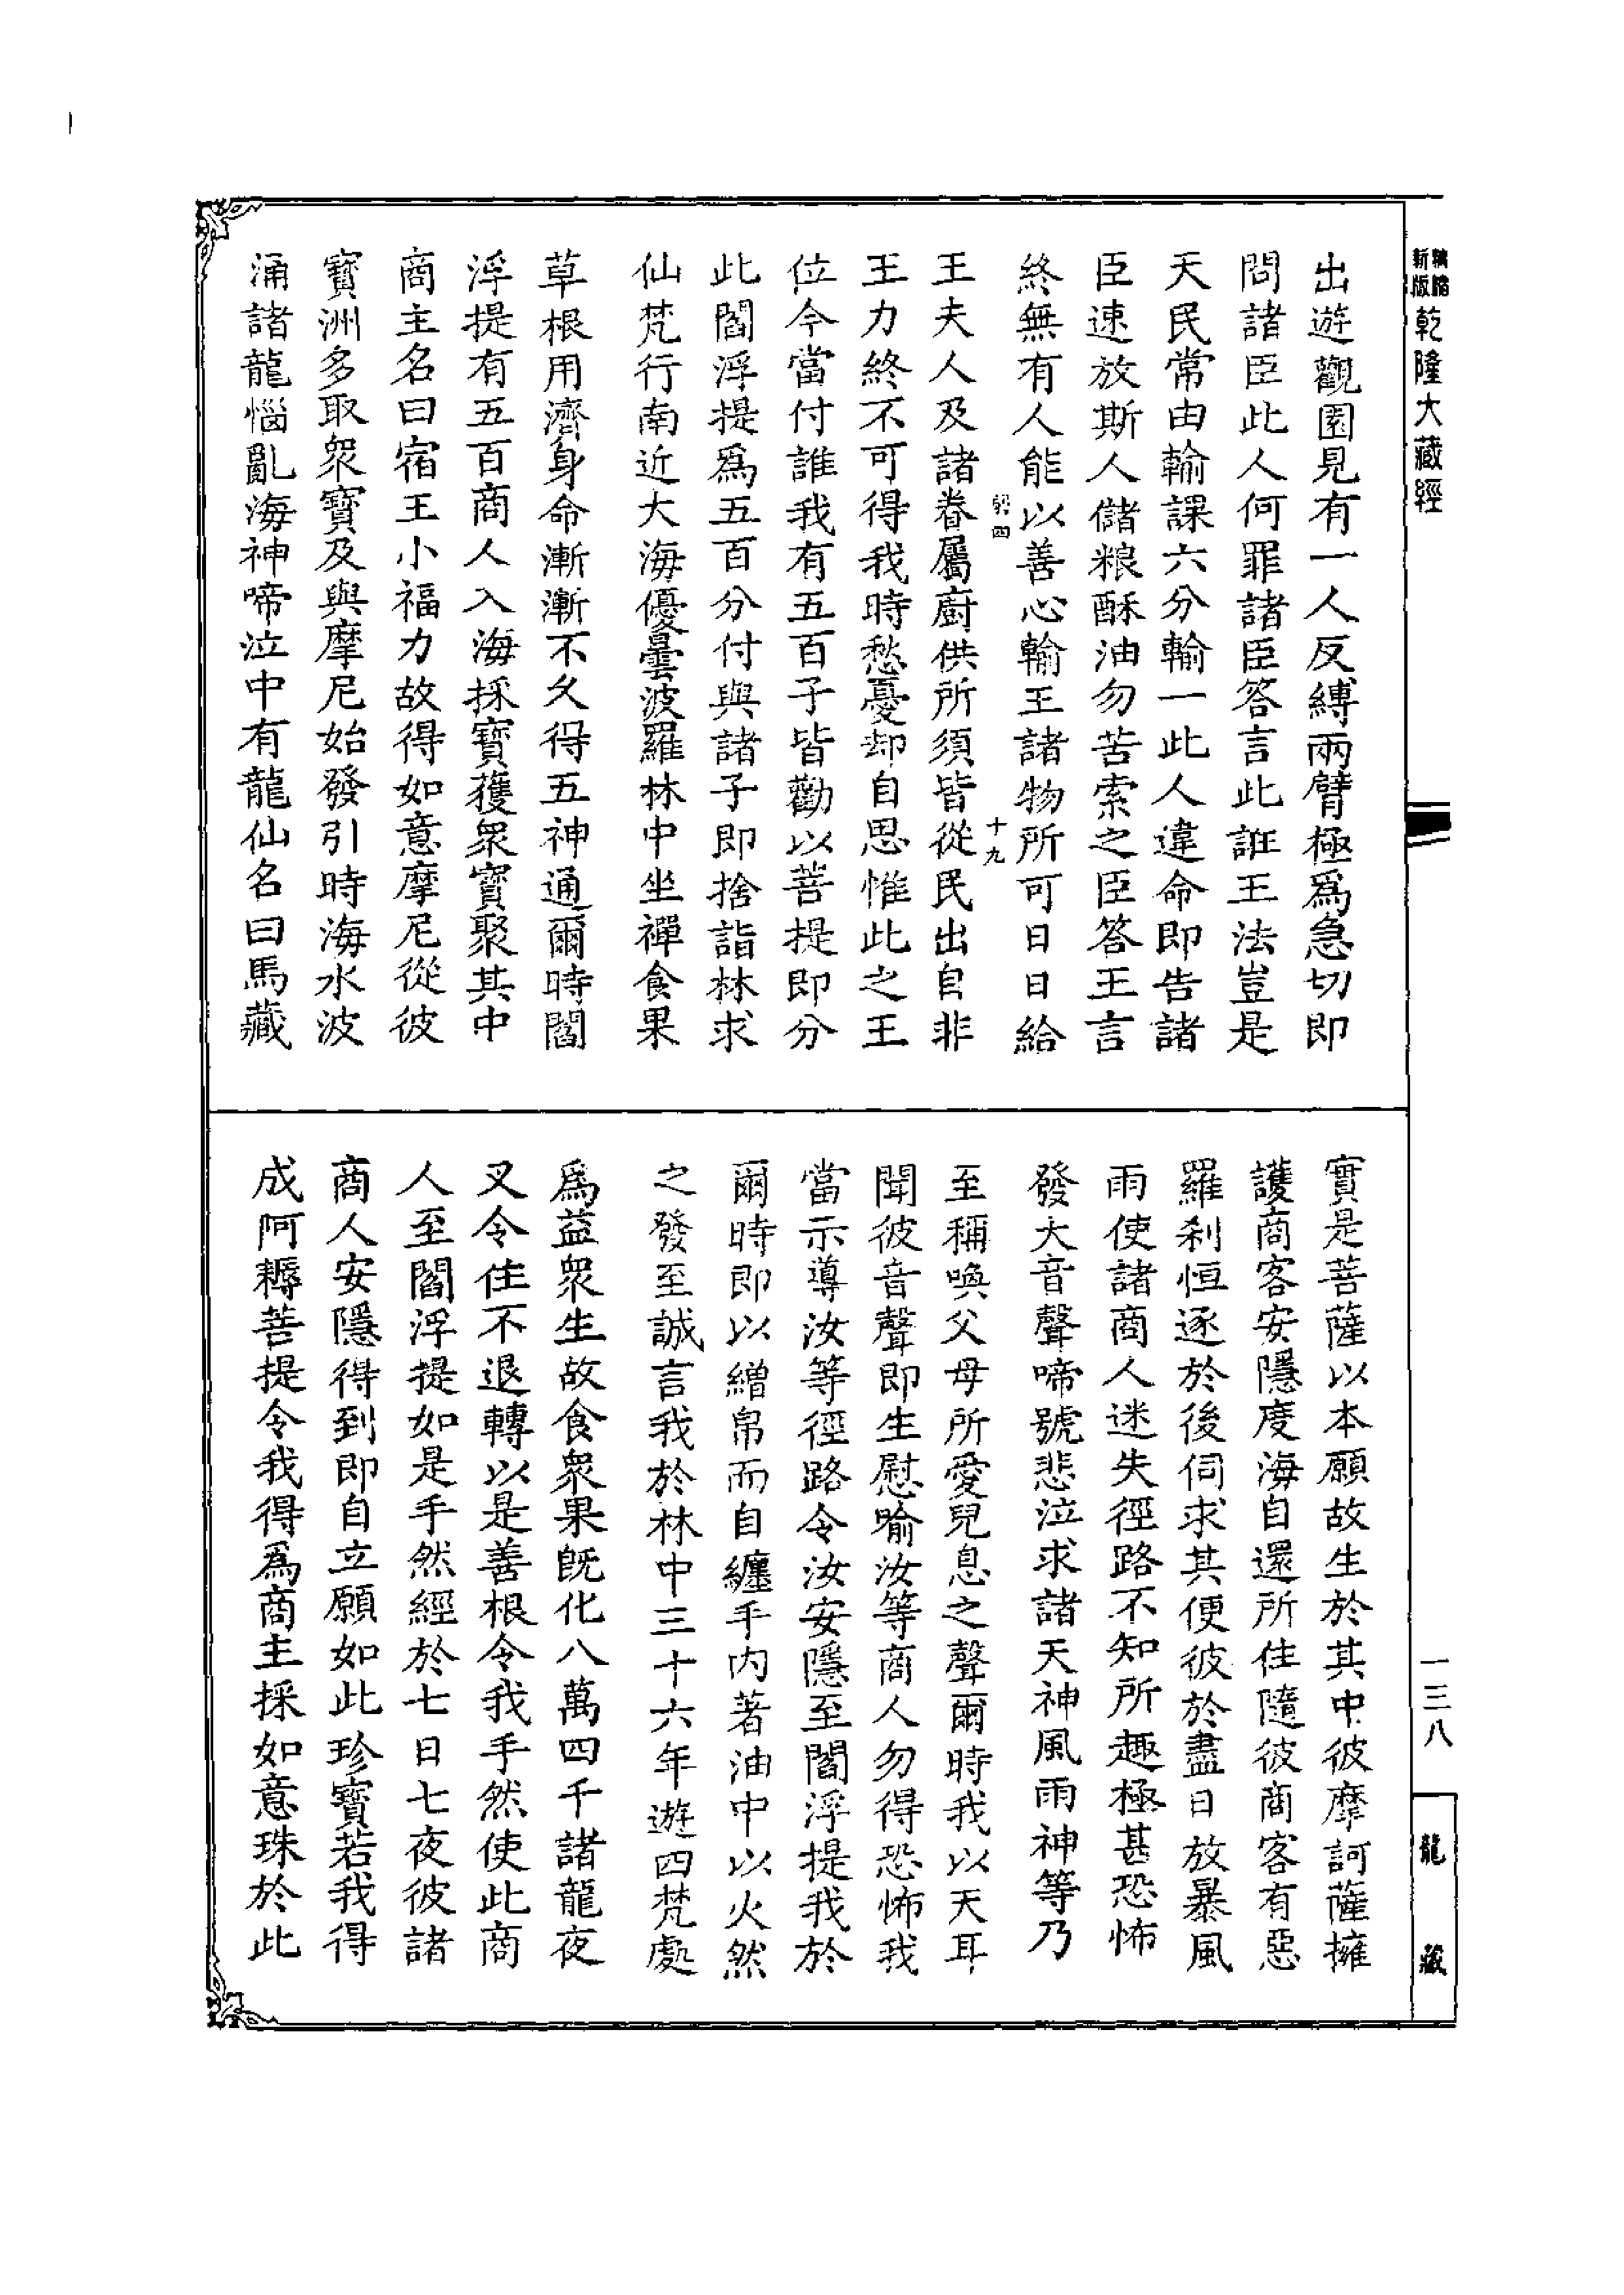 乾隆大藏經
新版
出遊觀園見有一人反縛兩臂極爲急切即
問諸臣此人何罪諸臣答言此誑王法豈是
天民常由輸課六分輸一此人違命即告諸
臣速放斯人儲粮酥油勿苦索之臣答王言
終無有人能以善心輸王諸物所可日日給
十九
王夫人及諸眷屬廚供所須皆從民出自非
王力終不可得我時愁憂却自思惟此之王
位今當付誰我有五百子皆勸以菩提即分
此閻浮提爲五百分付與諸子即捨詣林求
仙梵行南近大海優曇波羅林中坐禪食果
草根用濟身命漸漸不久得五神通爾時閻
浮提有五百商人入海採寶獲衆寶聚其中
商主名曰宿王小福力故得如意摩尼從彼
寶洲多取衆寶及與摩尼始發引時海水波
涌諸龍惱亂海神啼泣中有龍仙名曰馬藏
實是菩薩以本願故生於其中彼摩訶薩擁
護商客安隱度海自還所住隨彼商客有惡
羅刹恒逐於後伺求其便彼於盡日放暴風
雨使諸商人迷失徑路不知所趣極甚恐怖
發大音聲啼號悲泣求諸天神風雨神等乃
至稱喚父母所愛兒息之聲爾時我以天耳
聞彼音聲即生慰喻汝等商人勿得恐怖我
當示導汝等徑路令汝安隱至閻浮提我於
爾時即以繒帛而自纏手内著油中以火然
之發至誠言我於林中三十六年遊四梵處
爲益衆生故食衆果旣化八萬四千諸龍夜
叉令住不退轉以是善根令我手然使此商
人至閻浮提如是手然經於七日七夜彼諸
商人安隱得到即自立願如此珍寶若我得
成阿耨菩提令我得爲商主採如意珠於此
一三八
龍藏